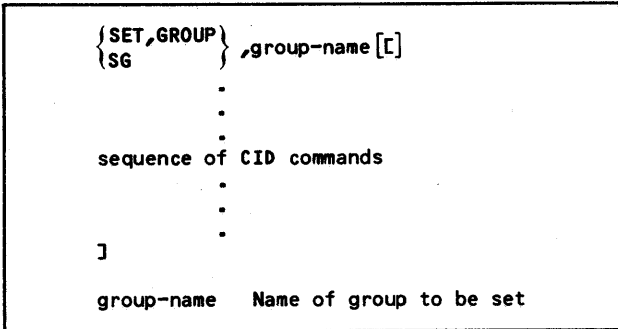 {SET,GROUP} ,group-name[[]
{SG}
.
.
.
sequence of CID commands
.
.
.
]
group-name Name of group to be set